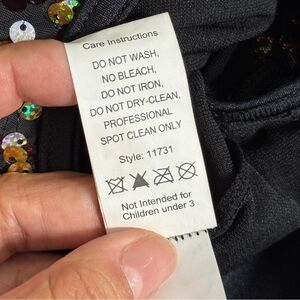 Care Instructions
DO NOT WASH,
NO BLEACH,
DO NOT IRON,
DO NOT DRY-CLEAN,
PROFESSIONAL
SPOT CLEAN ONLY
Style: 11731
Not Intended for
Children under 3